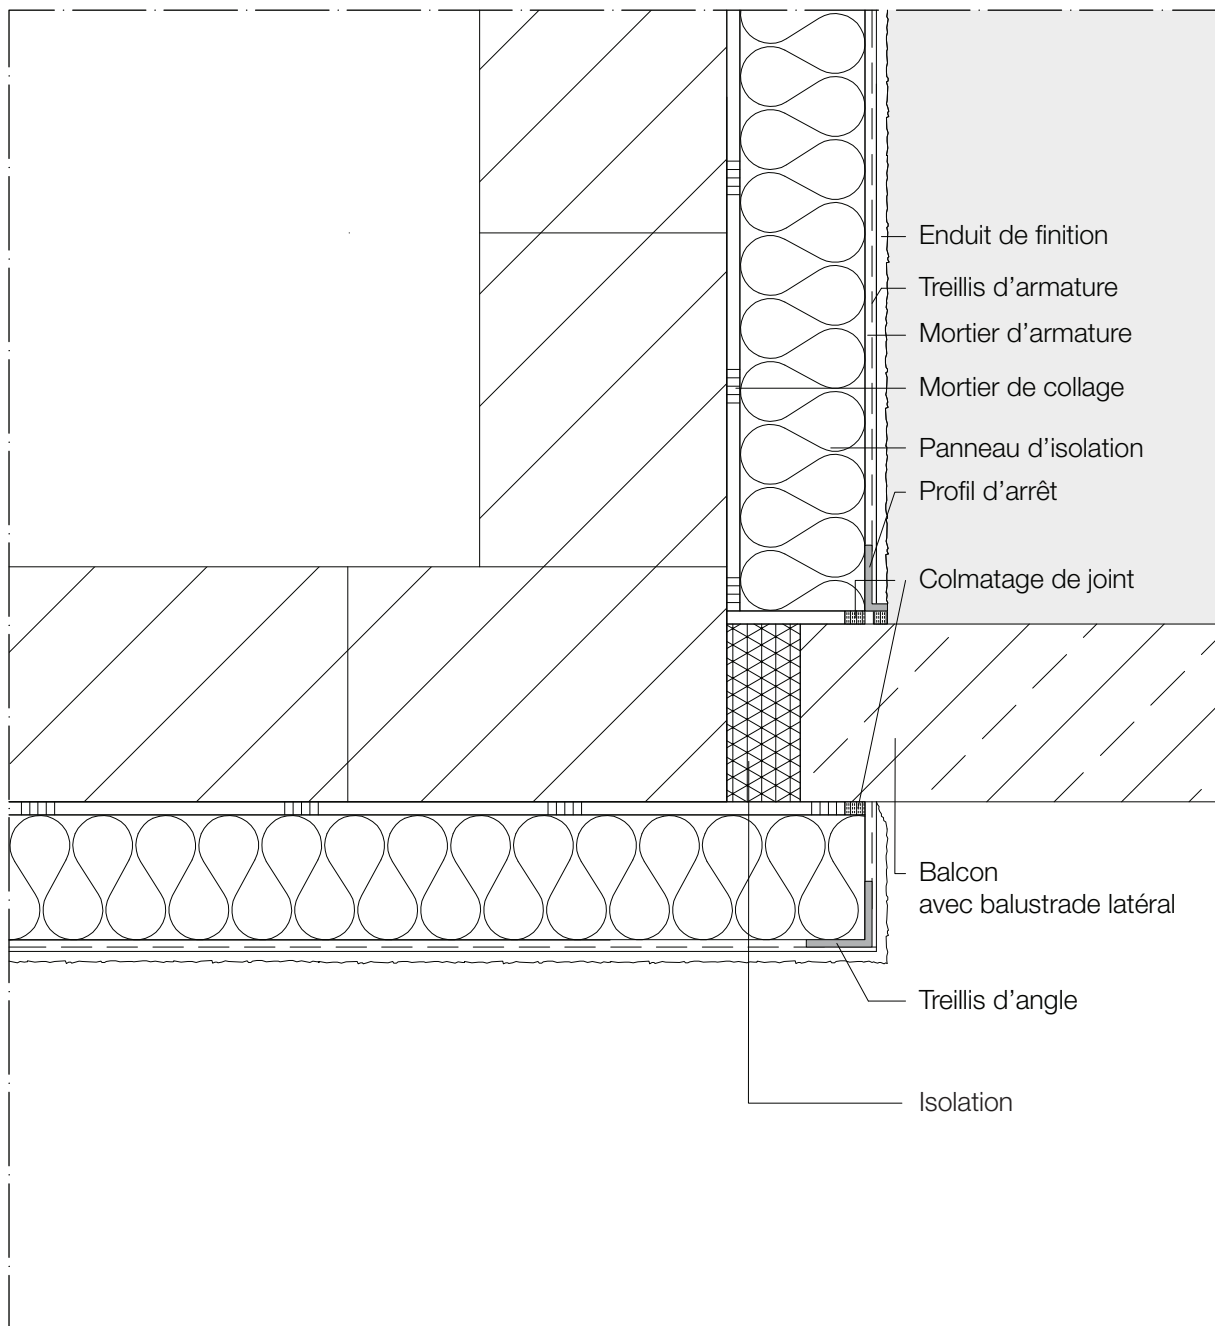 Enduit de finition
Treillis d’armature
Mortier d’armature
Mortier de collage
Panneau d’isolation
Profil d’arrêt
Colmatage de joint
Balcon
avec balustrade latéral
Treillis d’angle
Isolation